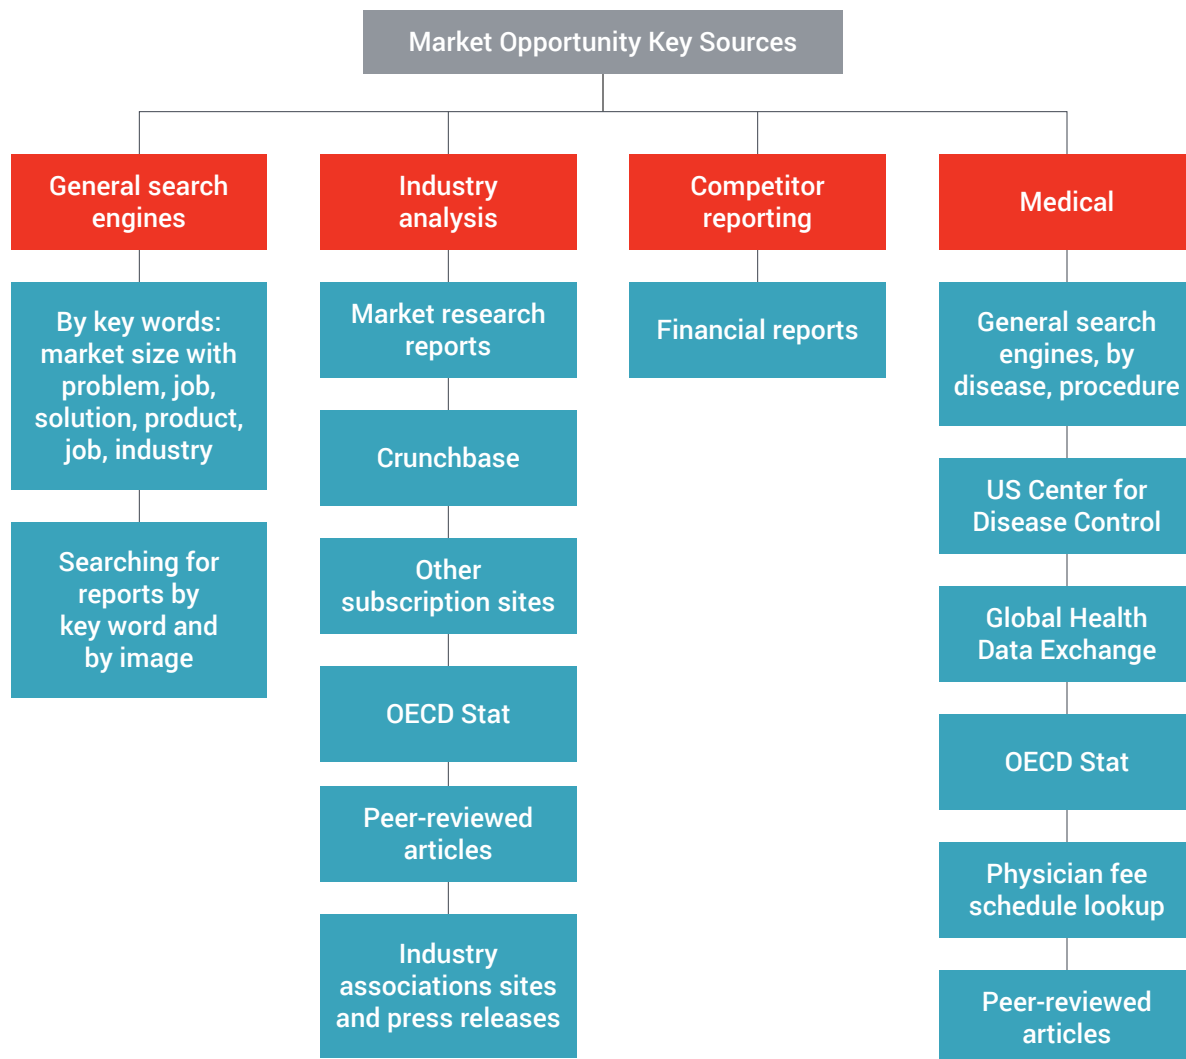 Market Opportunity Key Sources
General search
engines
By key words:
market size with
problem, job,
solution, product,
job, industry
Searching for
reports by
key word and
by image
Industry
analysis
Market research
reports
Crunchbase
Other
subscription sites
OECD Stat
Peer-reviewed
articles
Industry
associations sites
and press releases
Competitor
reporting
Financial reports
Medical
General search
engines, by
disease, procedure
US Center for
Disease Control
Global Health
Data Exchange
OECD Stat
Physician fee
schedule lookup
Peer-reviewed
articles